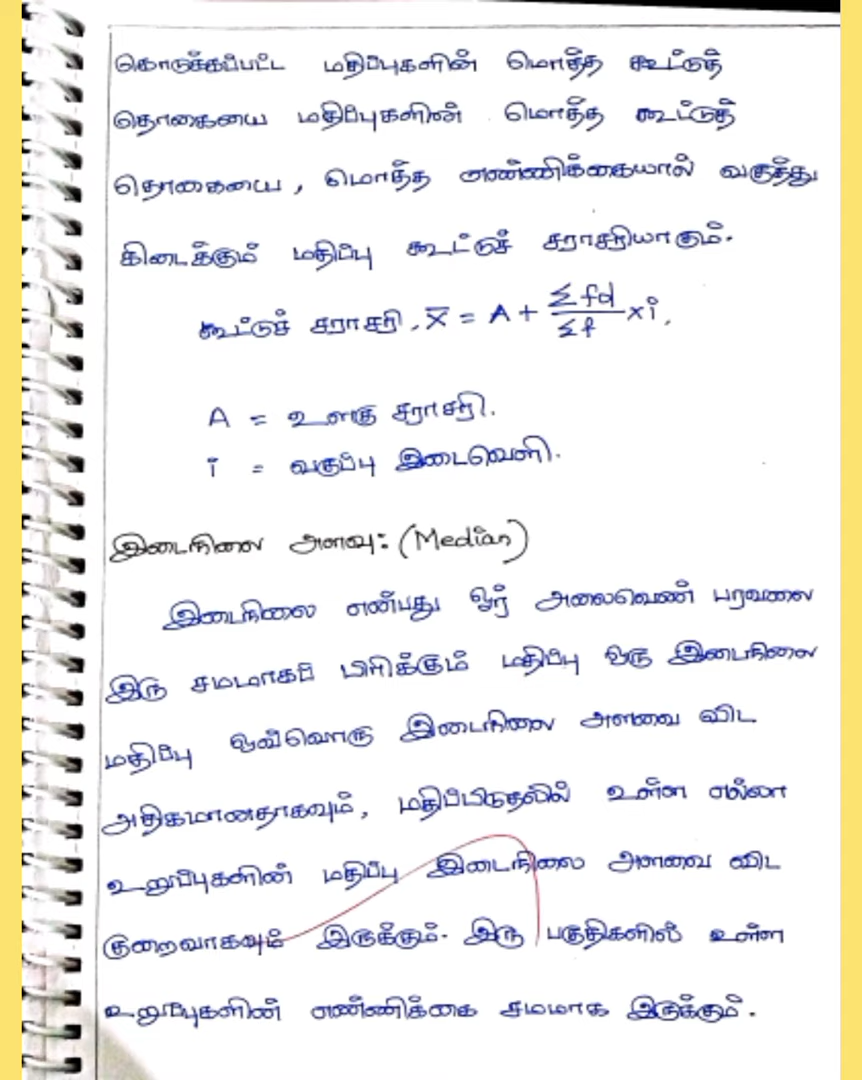 கொடுக்கப்பட்ட மதிப்புகளின் மொத்த கூட்டுத்
தொகையை மதிப்புகளின் மொத்த கூட்டுத்
தொகையை, மொத்த எண்ணிக்கையால் வகுத்து
கிடைக்கும் மதிப்பு கூட்டுச் சராசரியாகும்.
கூட்டுச் சராசரி, X̅ = A + Σfd/Σf × i,
A = உளகு சராசரி.
i = வகுப்பு இடைவெளி.
இடைநிலை அளவு: (Median)
இடைநிலை என்பது ஓர் அலைவெண் பரவலை
இரு சமமாகப் பிரிக்கும் மதிப்பு ஒரு இடைநிலை
மதிப்பு ஒவ்வொரு இடைநிலை அளவை விட
அதிகமானதாகவும், மதிப்பிடுதலில் உள்ள எல்லா
உறுப்புகளின் மதிப்பு இடைநிலை அளவை விட
குறைவாகவும் இருக்கும். இரு பகுதிகளில் உள்ள
உறுப்புகளின் எண்ணிக்கை சமமாக இருக்கும்.